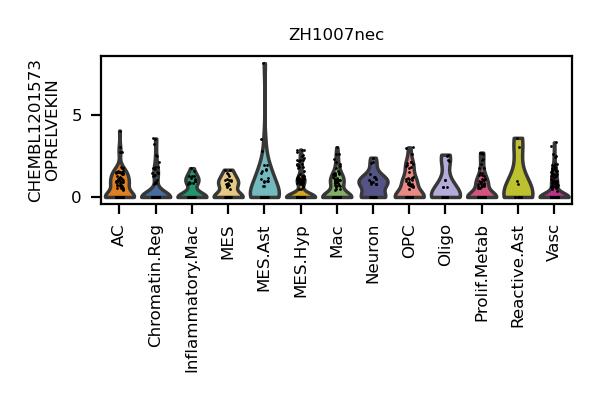 ZH1007nec
CHEMBL1201573
OPRELVEKIN
5
0
AC
Chromatin.Reg
Inflammatory.Mac
MES
MES.Ast
MES.Hyp
Mac
Neuron
OPC
Oligo
Prolif.Metab
Reactive.Ast
Vasc